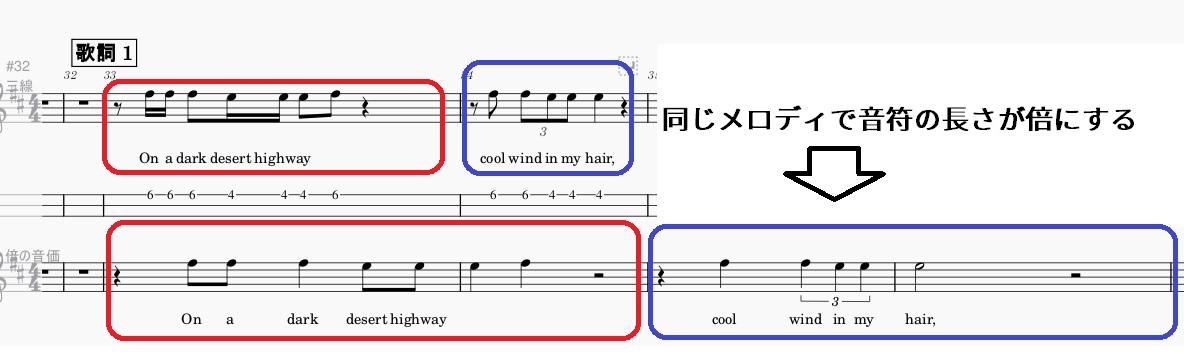 歌詞 1
#32
32
33
三線
3
On a dark desert highway
cool wind in my hair,
同じメロディで音符の長さが倍にする
6 6 6 4 4 4 6
6 6 4 4 4
倍の音価
3
On a dark desert highway
cool wind in my hair,